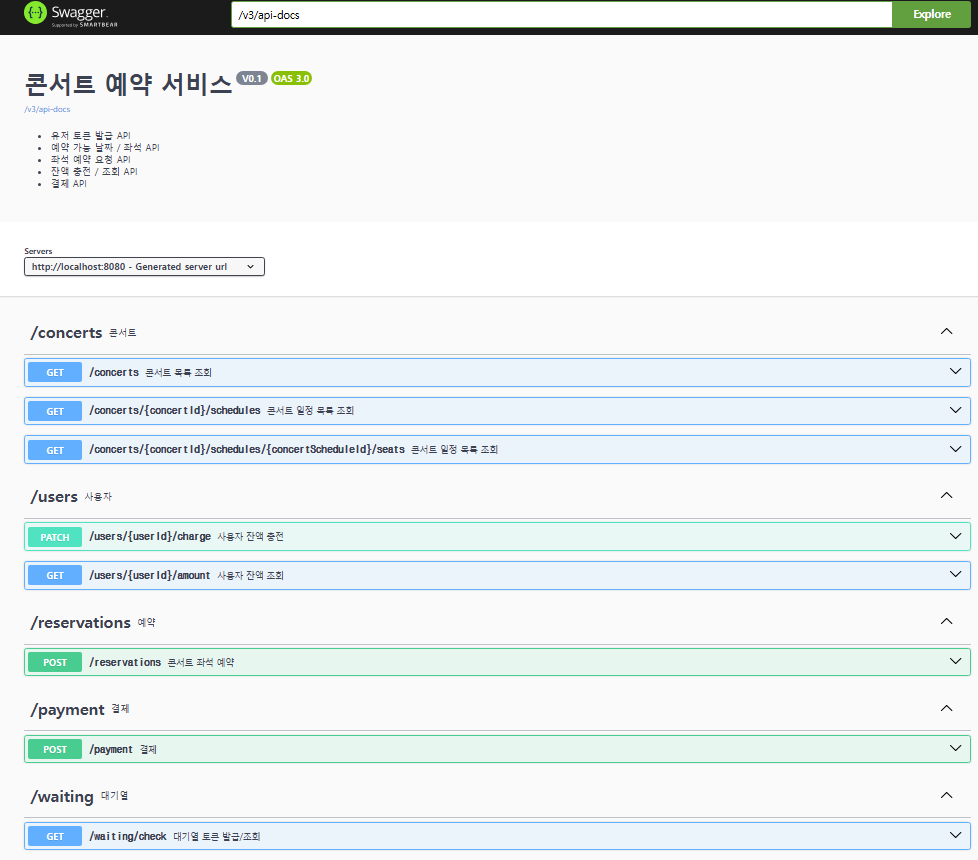 Swagger.
Supported by SMARTBEAR
/v3/api-docs
Explore
콘서트 예약 서비스 V0.1 OAS 3.0
/v3/api-docs
유저 토큰 발급 API
예약 가능 날짜 / 좌석 API
좌석 예약 요청 API
잔액 충전 / 조회 API
결제 API
Servers
http://localhost:8080 - Generated server url
/concerts 콘서트
GET /concerts 콘서트 목록 조회
GET /concerts/{concertId}/schedules 콘서트 일정 목록 조회
GET /concerts/{concertId}/schedules/{concertScheduleId}/seats 콘서트 일정 목록 조회
/users 사용자
PATCH /users/{userId}/charge 사용자 잔액 충전
GET /users/{userId}/amount 사용자 잔액 조회
/reservations 예약
POST /reservations 콘서트 좌석 예약
/payment 결제
POST /payment 결제
/waiting 대기열
GET /waiting/check 대기열 토큰 발급/조회